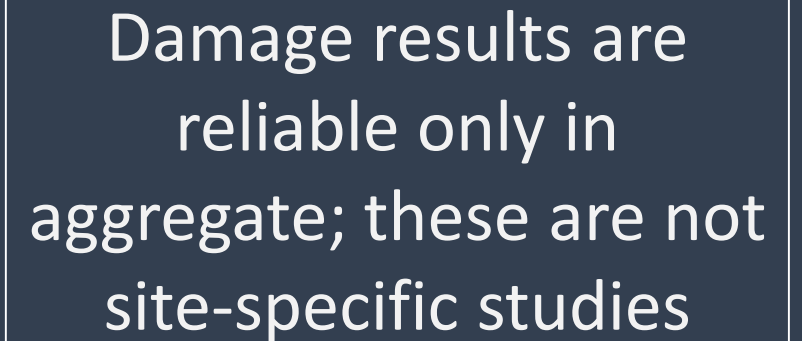 Damage results are
reliable only in
aggregate; these are not
site-specific studies